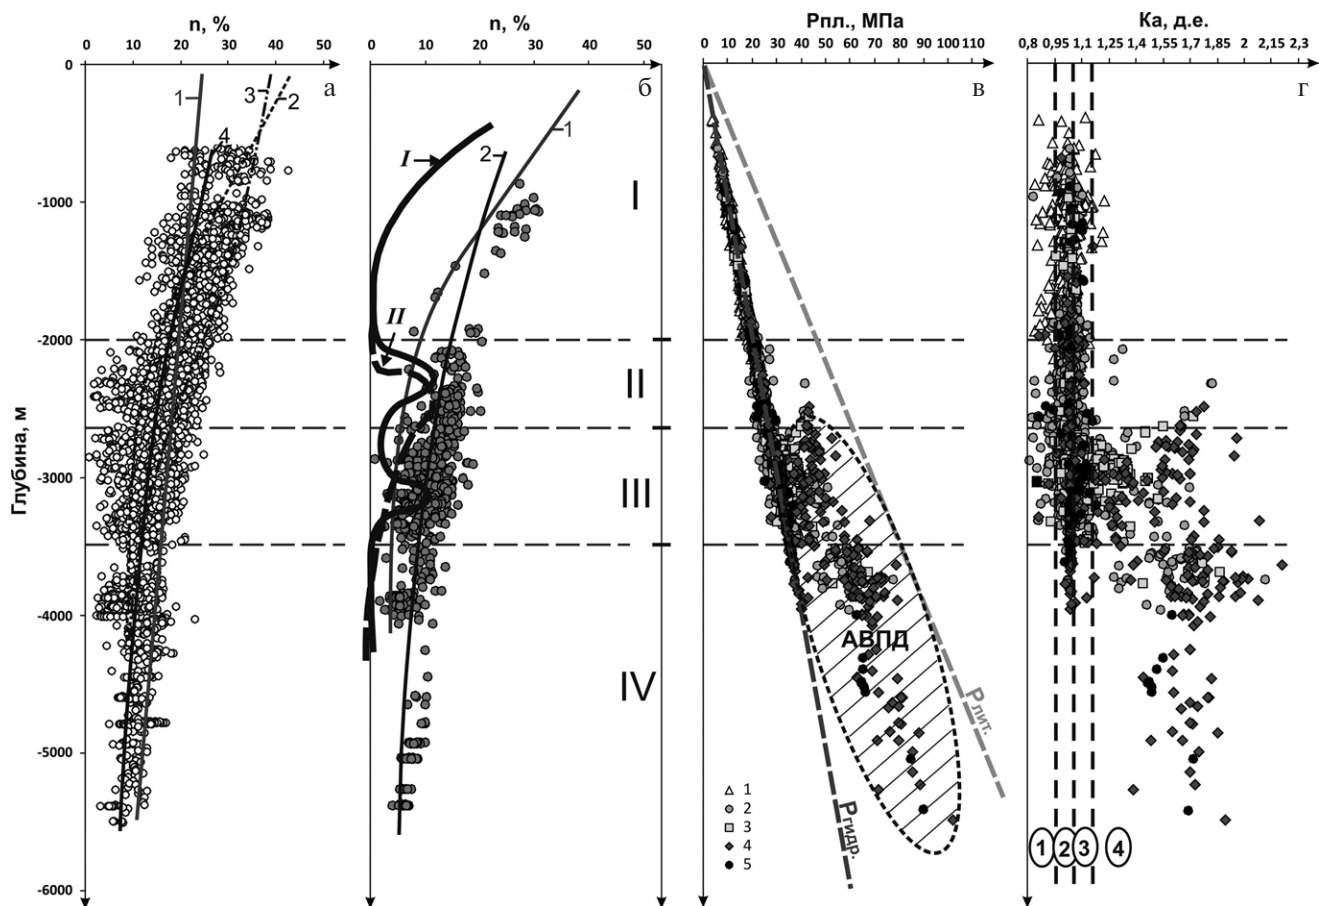 n, %
0 10 20 30 40 50
n, %
0 10 20 30 40 50
Рпл., МПа
0 10 20 30 40 50 60 70 80 90 100 110
Ка, д.е.
0,8 0,95 1,1 1,25 1,4 1,55 1,7 1,85 2 2,15 2,3
Глубина, м
0
-1000
-2000
-3000
-4000
-5000
-6000
а
1
3
2
4
б
I
1
2
II
I
II
III
IV
в
АВПД
Р лит.
Р гидр.
1
2
3
4
5
г
1 2 3 4